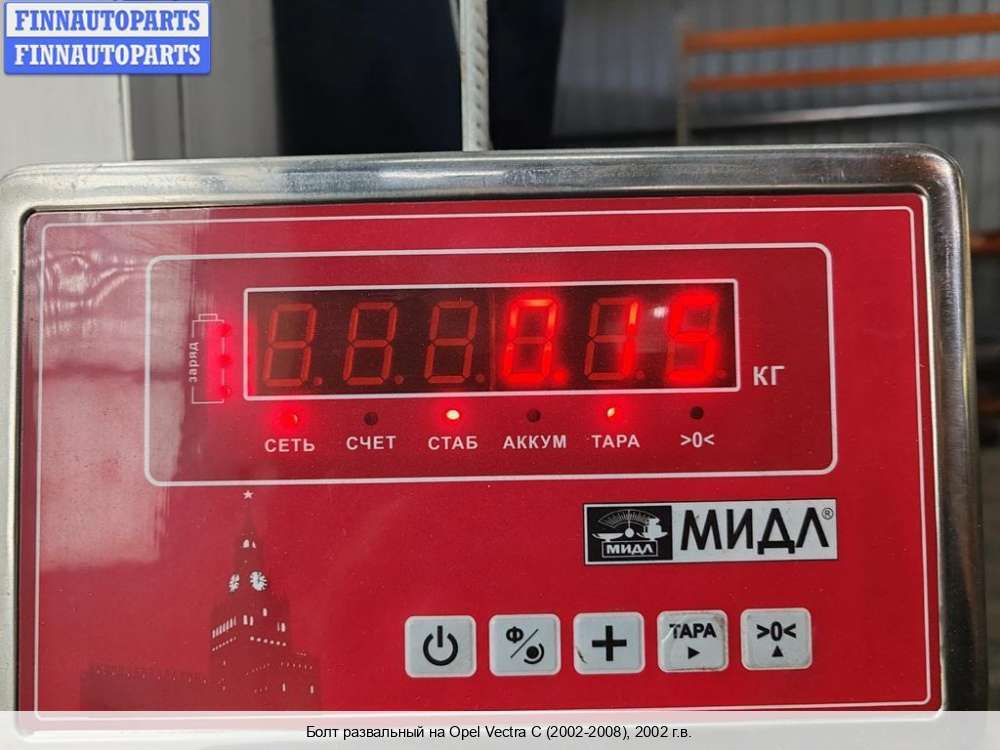 FINNAUTOPARTS
FINNAUTOPARTS
заряд
0.15
КГ
СЕТЬ СЧЕТ СТАБ АККУМ ТАРА >0<
МИДЛ МИДЛ®
Ф
ТАРА >0<
Болт развальный на Opel Vectra C (2002-2008), 2002 г.в.